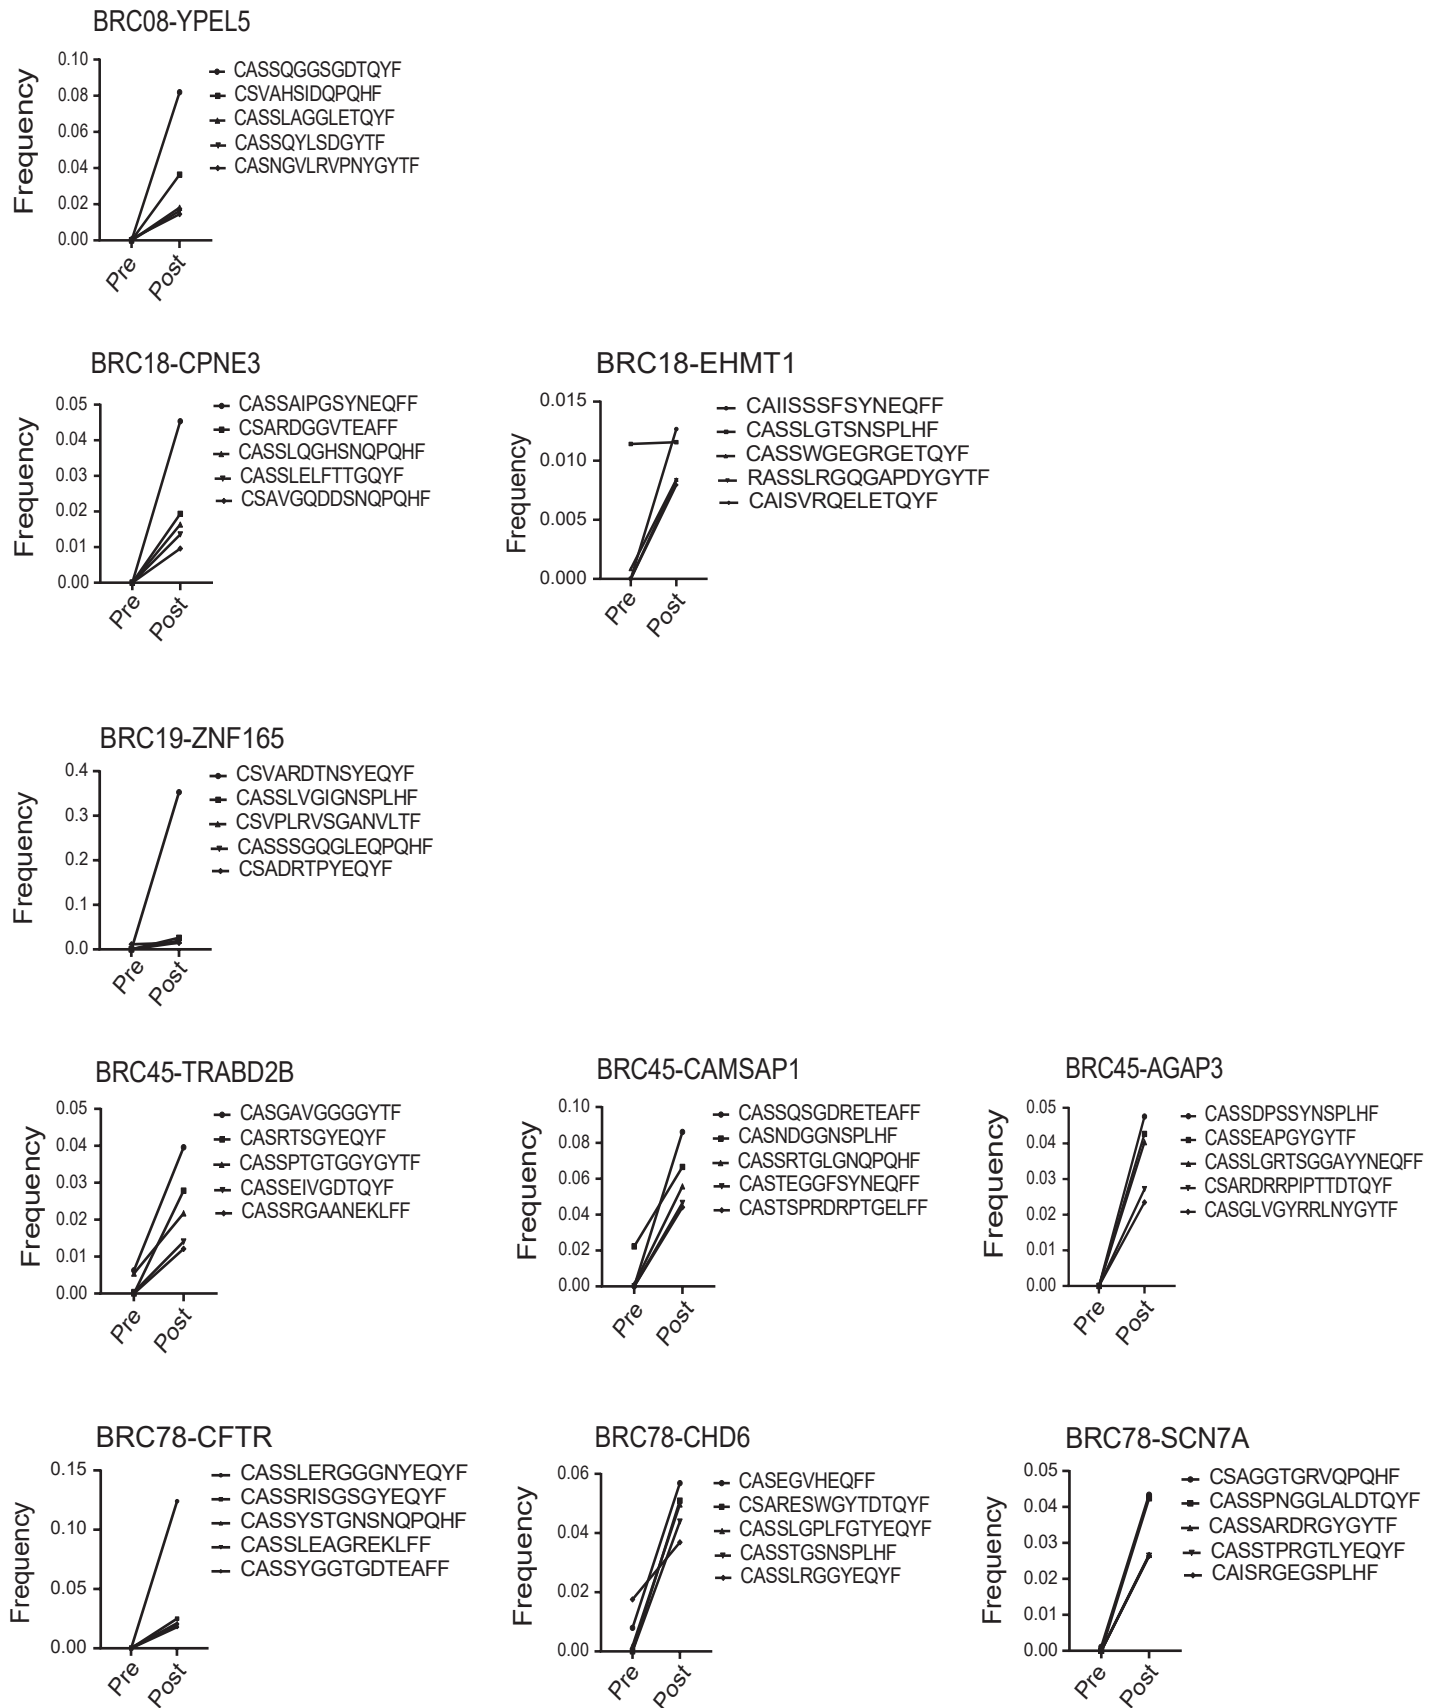 BRC08-YPEL5
Frequency
0.10
0.08
0.06
0.04
0.02
0.00
Pre
Post
CASSQGGSGDTQYF
CSVAHSIDQPQHF
CASSLAGGLETQYF
CASSQYLSDGYTF
CASNGVLRVPNYGYTF
BRC18-CPNE3
Frequency
0.05
0.04
0.03
0.02
0.01
0.00
Pre
Post
CASSAIPGSYNEQFF
CSARDGGVTEAFF
CASSLQGHSNQPQHF
CASSLELFTTGQYF
CSAVGQDDSNQPQHF
BRC18-EHMT1
Frequency
0.015
0.010
0.005
0.000
Pre
Post
CAIISSSFSYNEQFF
CASSLGTSNSPLHF
CASSWGEGRGETQYF
RASSLRGQGAPDYGYTF
CAISVRQELETQYF
BRC19-ZNF165
Frequency
0.4
0.3
0.2
0.1
0.0
Pre
Post
CSVARDTNSYEQYF
CASSLVGIGNSPLHF
CSVPLRVSGANVLTF
CASSSGQGLEQPQHF
CSADRTPYEQYF
BRC45-TRABD2B
Frequency
0.05
0.04
0.03
0.02
0.01
0.00
Pre
Post
CASGAVGGGGYTF
CASRTSGYEQYF
CASSPTGTGGYGYTF
CASSEIVGDTQYF
CASSRGAANEKLFF
BRC45-CAMSAP1
Frequency
0.10
0.08
0.06
0.04
0.02
0.00
Pre
Post
CASSQSGDRETEAFF
CASNDGGNSPLHF
CASSRTGLGNQPQHF
CASTEGGFSYNEQFF
CASTSPRDRPTGELFF
BRC45-AGAP3
Frequency
0.05
0.04
0.03
0.02
0.01
0.00
Pre
Post
CASSDPSSYNSPLHF
CASSEAPGYGYTF
CASSLGRTSGGAYYNEQFF
CSARDRRPIPTTDTQYF
CASGLVGYRRLNYGYTF
BRC78-CFTR
Frequency
0.15
0.10
0.05
0.00
Pre
Post
CASSLERGGGNYEQYF
CASSRISGSGYEQYF
CASSYSTGNSNQPQHF
CASSLEAGREKLFF
CASSYGGTGDTEAFF
BRC78-CHD6
Frequency
0.06
0.04
0.02
0.00
Pre
Post
CASEGVHEQFF
CSARESWGYTDTQYF
CASSLGPLFGTYEQYF
CASSTGSNSPLHF
CASSLRGGYEQYF
BRC78-SCN7A
Frequency
0.05
0.04
0.03
0.02
0.01
0.00
Pre
Post
CSAGGTGRVQPQHF
CASSPNGGLALDTQYF
CASSARDRGYGYTF
CASSTPRGTLYEQYF
CAISRGEGSPLHF